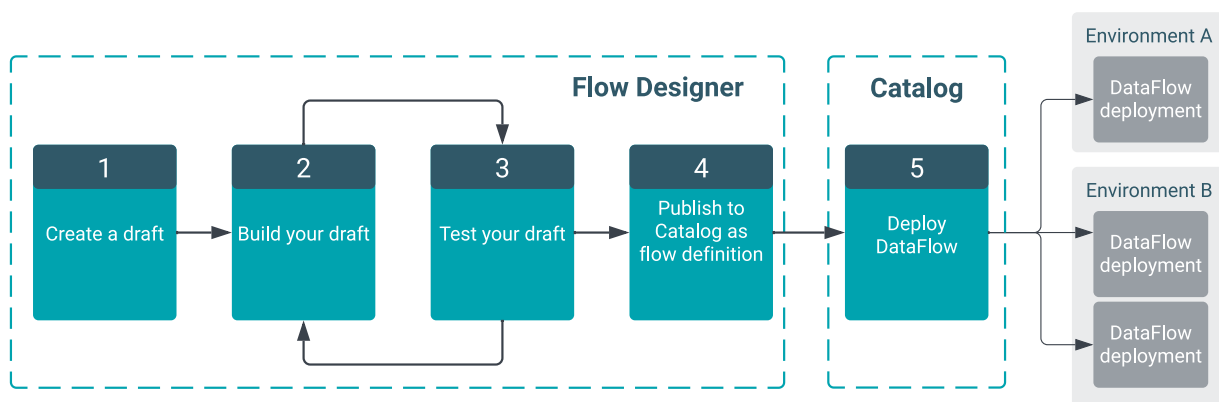 Flow Designer
1
Create a draft
2
Build your draft
3
Test your draft
4
Publish to
Catalog as
flow definition
Catalog
5
Deploy
DataFlow
Environment A
DataFlow
deployment
Environment B
DataFlow
deployment
DataFlow
deployment